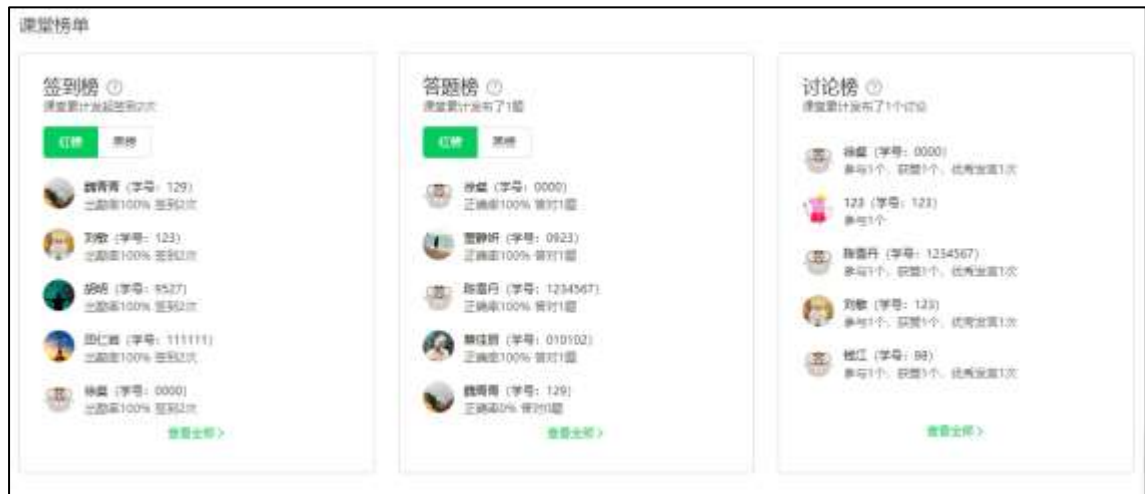 课堂榜单
签到榜
课堂累计发起签到2次
红榜 黑榜
魏青青 (学号: 129)
出勤率100% 签到2次
刘敏 (学号: 123)
出勤率100% 签到2次
(学号: 9527)
出勤率100% 签到2次
(学号: 111111)
出勤率100% 签到2次
徐粲 (学号: 0000)
出勤率100% 签到2次
查看全部 >
答题榜
课堂累计发布了1题
红榜 黑榜
徐粲 (学号: 0000)
正确率100% 答对1题
(学号: 0923)
正确率100% 答对1题
陈雪丹 (学号: 1234567)
正确率100% 答对1题
(学号: 010102)
正确率100% 答对1题
魏青青 (学号: 129)
正确率0% 答对0题
查看全部 >
讨论榜
课堂累计发布了1个讨论
徐粲 (学号: 0000)
参与1个、获赞1个、优秀发言1次
123 (学号: 123)
参与1个
陈雪丹 (学号: 1234567)
参与1个、获赞1个、优秀发言1次
刘敏 (学号: 123)
参与1个、获赞1个、优秀发言1次
(学号: 98)
参与1个、获赞1个、优秀发言1次
查看全部 >